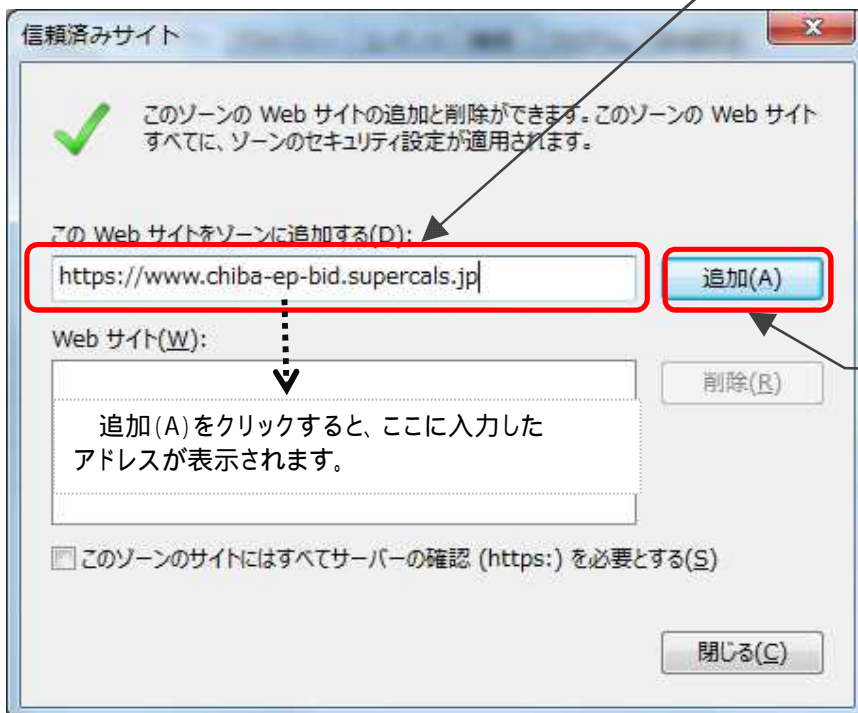 信頼済みサイト
このゾーンの Web サイトの追加と削除ができます。このゾーンの Web サイト
すべてに、ゾーンのセキュリティ設定が適用されます。
この Web サイトをゾーンに追加する(D):
https://www.chiba-ep-bid.supercals.jp
追加(A)
Web サイト(W):
削除(R)
追加(A)をクリックすると、ここに入力した
アドレスが表示されます。
このゾーンのサイトにはすべてサーバーの確認 (https:) を必要とする(S)
閉じる(C)